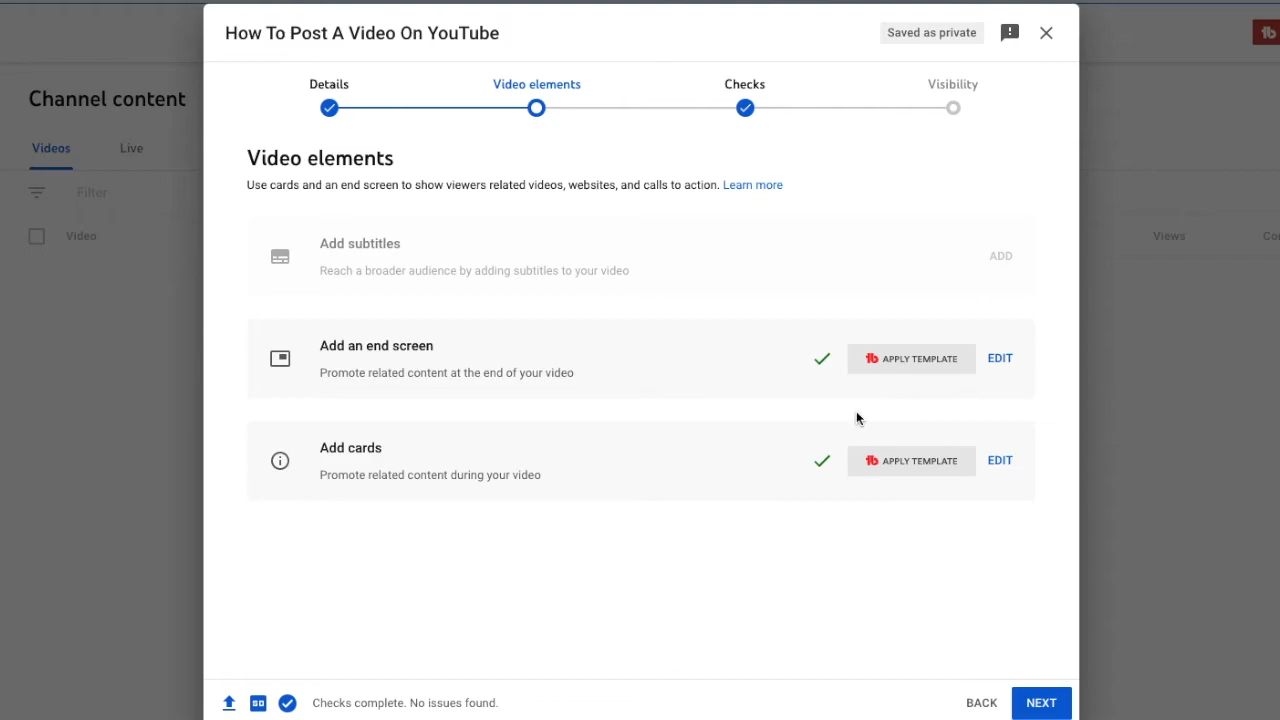 How To Post A Video On YouTube
Saved as private
Details
Video elements
Checks
Visibility
Channel content
Videos
Live
Filter
Video
Views
Video elements
Use cards and an end screen to show viewers related videos, websites, and calls to action. Learn more
Add subtitles
Reach a broader audience by adding subtitles to your video
ADD
Add an end screen
Promote related content at the end of your video
APPLY TEMPLATE
EDIT
Add cards
Promote related content during your video
APPLY TEMPLATE
EDIT
SD
Checks complete. No issues found.
BACK
NEXT